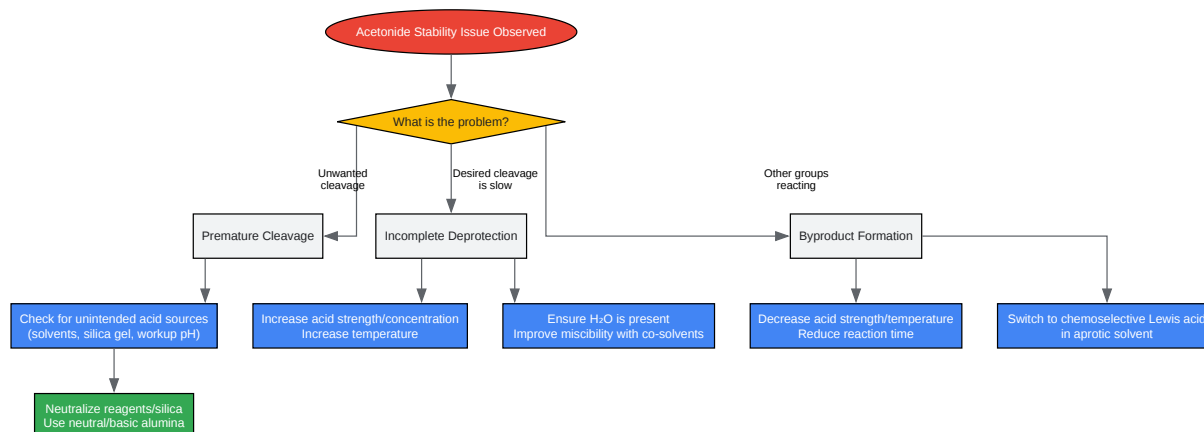 Acetonide Stability Issue Observed
What is the problem?
Unwanted
cleavage
Desired cleavage
is slow
Other groups
reacting
Premature Cleavage
Incomplete Deprotection
Byproduct Formation
Check for unintended acid sources
(solvents, silica gel, workup pH)
Increase acid strength/concentration
Increase temperature
Ensure H₂O is present
Improve miscibility with co-solvents
Decrease acid strength/temperature
Reduce reaction time
Switch to chemoselective Lewis acid
in aprotic solvent
Neutralize reagents/silica
Use neutral/basic alumina